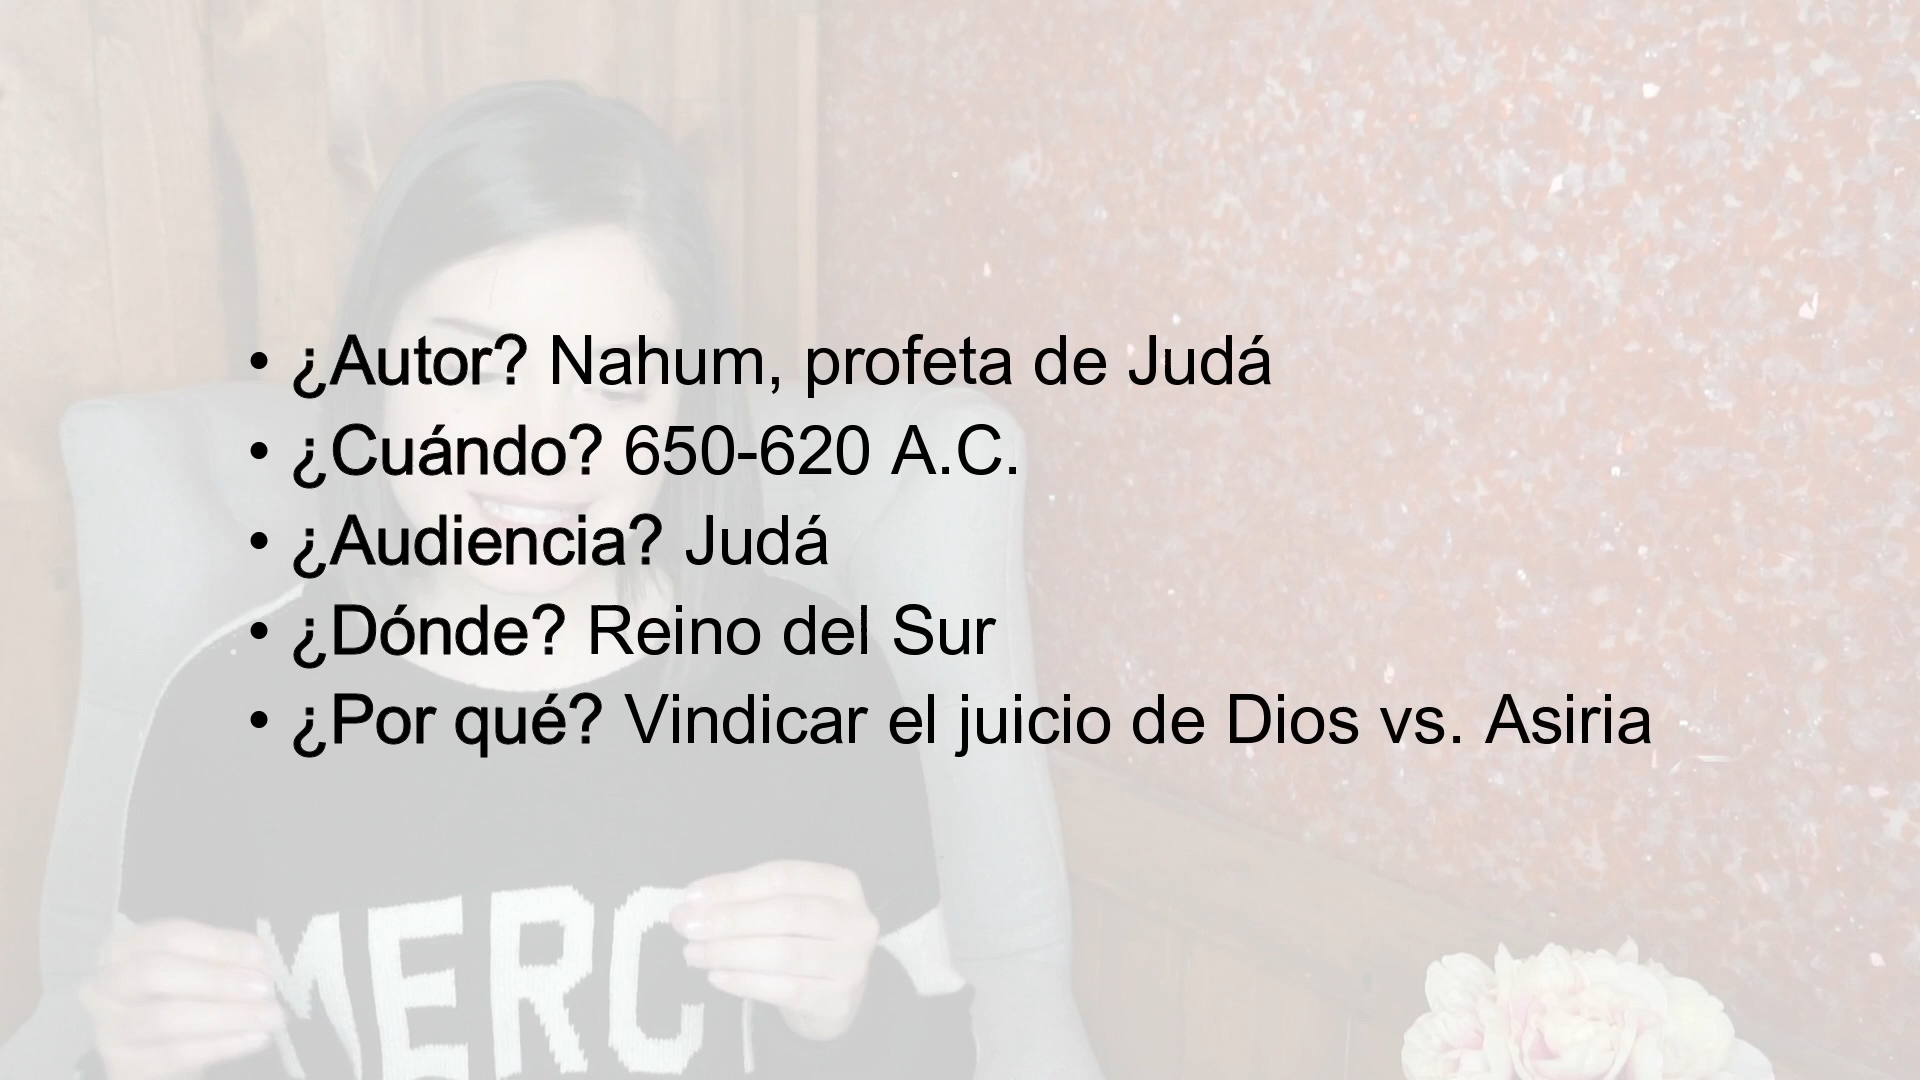 • ¿Autor? Nahum, profeta de Judá
• ¿Cuándo? 650-620 A.C.
• ¿Audiencia? Judá
• ¿Dónde? Reino del Sur
• ¿Por qué? Vindicar el juicio de Dios vs. Asiria
MERC